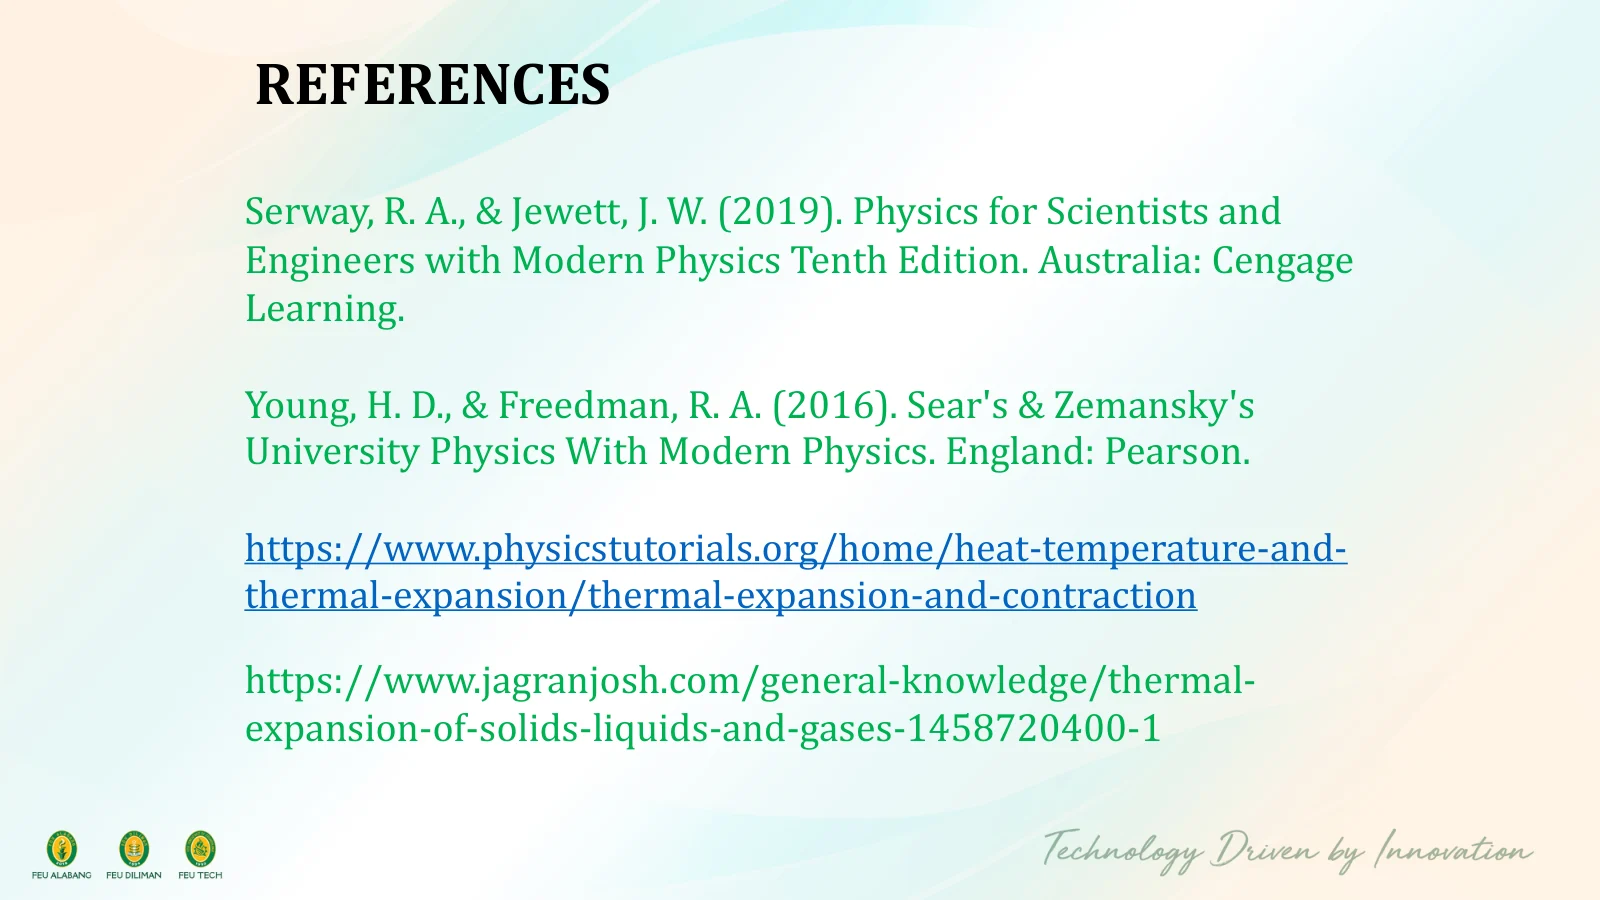 REFERENCES
Serway, R. A., & Jewett, J. W. (2019). Physics for Scientists and
Engineers with Modern Physics Tenth Edition. Australia: Cengage
Learning.
Young, H. D., & Freedman, R. A. (2016). Sear's & Zemansky's
University Physics With Modern Physics. England: Pearson.
https://www.physicstutorials.org/home/heat-temperature-and-
thermal-expansion/thermal-expansion-and-contraction
https://www.jagranjosh.com/general-knowledge/thermal-
expansion-of-solids-liquids-and-gases-1458720400-1
FEU ALABANG
FEU DILIMAN
FEU TECH
Technology Driven by Innovation